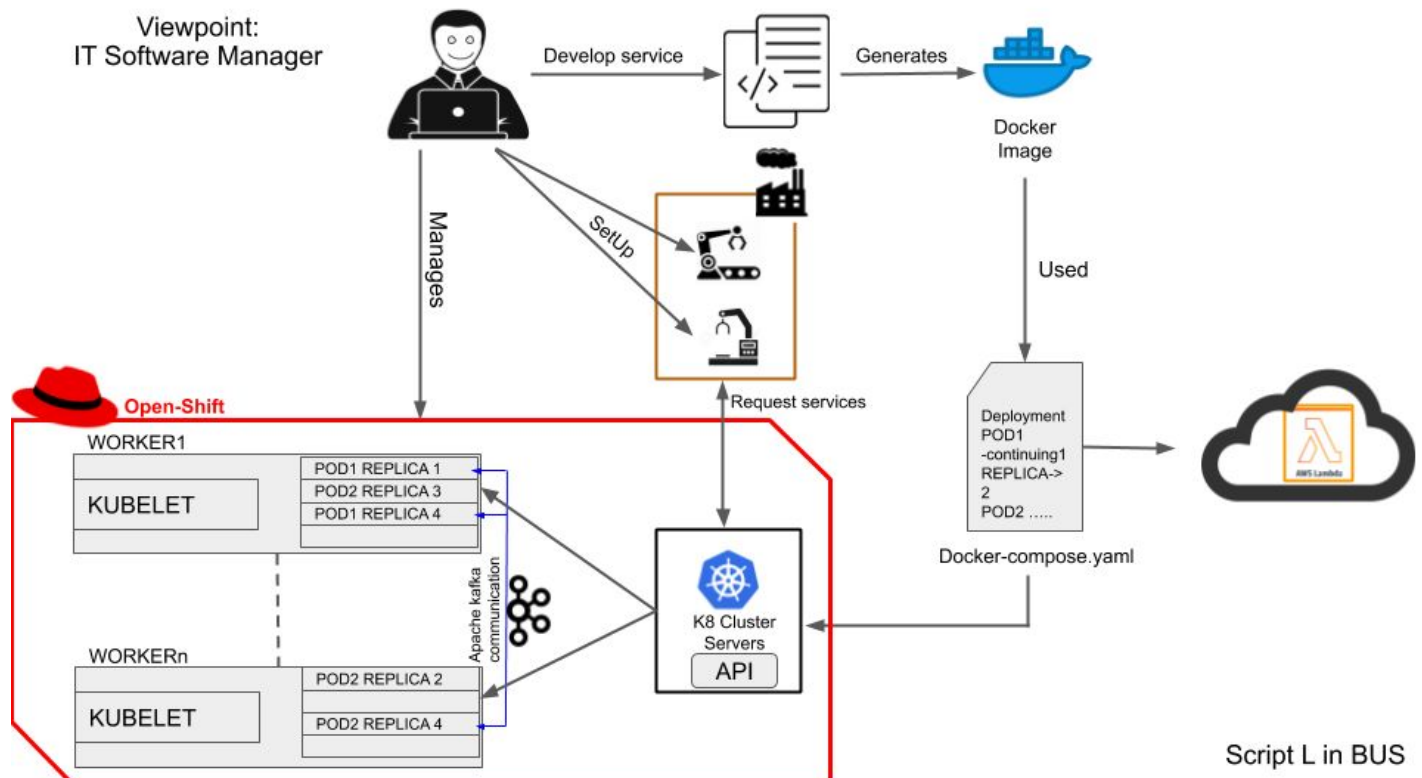 Viewpoint:
IT Software Manager
Develop service
Generates
Docker
Image
Manages
SetUp
Used
Open-Shift
Request services
WORKER1
KUBELET
POD1 REPLICA 1
POD2 REPLICA 3
POD1 REPLICA 4
Apache kafka
communication
WORKERn
KUBELET
POD2 REPLICA 2
POD2 REPLICA 4
K8 Cluster
Servers
API
Deployment
POD1
-continuing1
REPLICA->
2
POD2 .....
Docker-compose.yaml
AWS Lambda
Script L in BUS